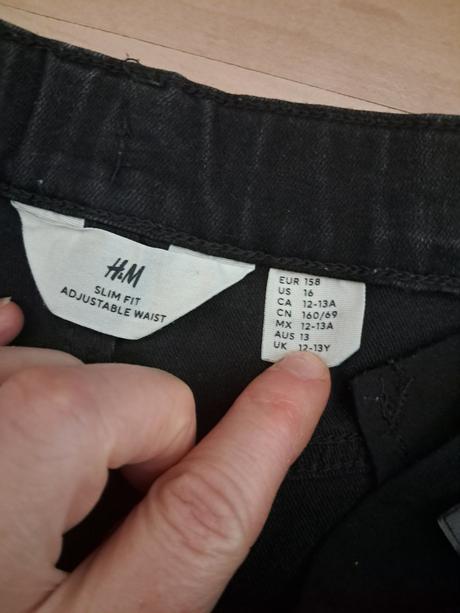 H&M
SLIM FIT
ADJUSTABLE WAIST
EUR 158
US 16
CA 12-13A
CN 160/69
MX 12-13A
AUS 13
UK 12-13Y